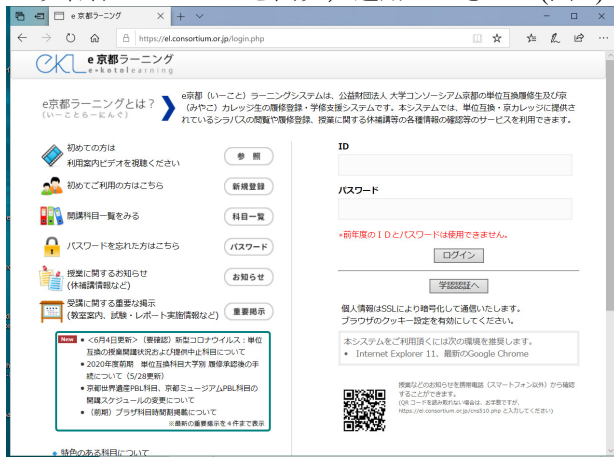 e 京都ラーニング
https://el.consortium.or.jp/login.php
e 京都ラーニング
e-kotolearning
e京都ラーニングとは？
(いーことらーにんぐ)
e京都（いーこと）ラーニングシステムは、公益財団法人 大学コンソーシアム京都の単位互換履修生及び京
（みやこ）カレッジ生の履修登録・学修支援システムです。本システムでは、単位互換・京カレッジに提供さ
れているシラバスの閲覧や履修登録、授業に関する休補講等の各種情報の確認等のサービスを利用できます。
初めての方は
利用案内ビデオを視聴ください
参 照
初めてご利用の方はこちら
新規登録
開講科目一覧をみる
科目一覧
パスワードを忘れた方はこちら
パスワード
授業に関するお知らせ
(休補講情報など)
お知らせ
受講に関する重要な掲示
(教室案内、試験・レポート実施情報など)
重要掲示
New
• <6月4日更新>（要確認）新型コロナウイルス：単位
互換の授業開講状況および提供中止科目について
• 2020年度前期 単位互換科目大学別 履修承認後の手
続について（5/28更新）
• 京都世界遺産PBL科目、京都ミュージアムPBL科目の
開講スケジュールの変更について
• （前期）プラザ科目時間割掲載について
※最新の重要掲示を４件まで表示
特色のある科目について
ID
パスワード
*前年度のＩＤとパスワードは使用できません。
ログイン
個人情報はSSLにより暗号化して通信いたします。
ブラウザのクッキー設定を有効にしてください。
本システムをご利用頂くには次の環境を推奨します。
• Internet Explorer 11、最新のGoogle Chrome
授業などのお知らせを携帯電話（スマートフォン以外）から確認
することができます。
(QR コードを読み取れない場合は、お手数ですが、
https://el.consortium.or.jp/cns810.php と入力してください)